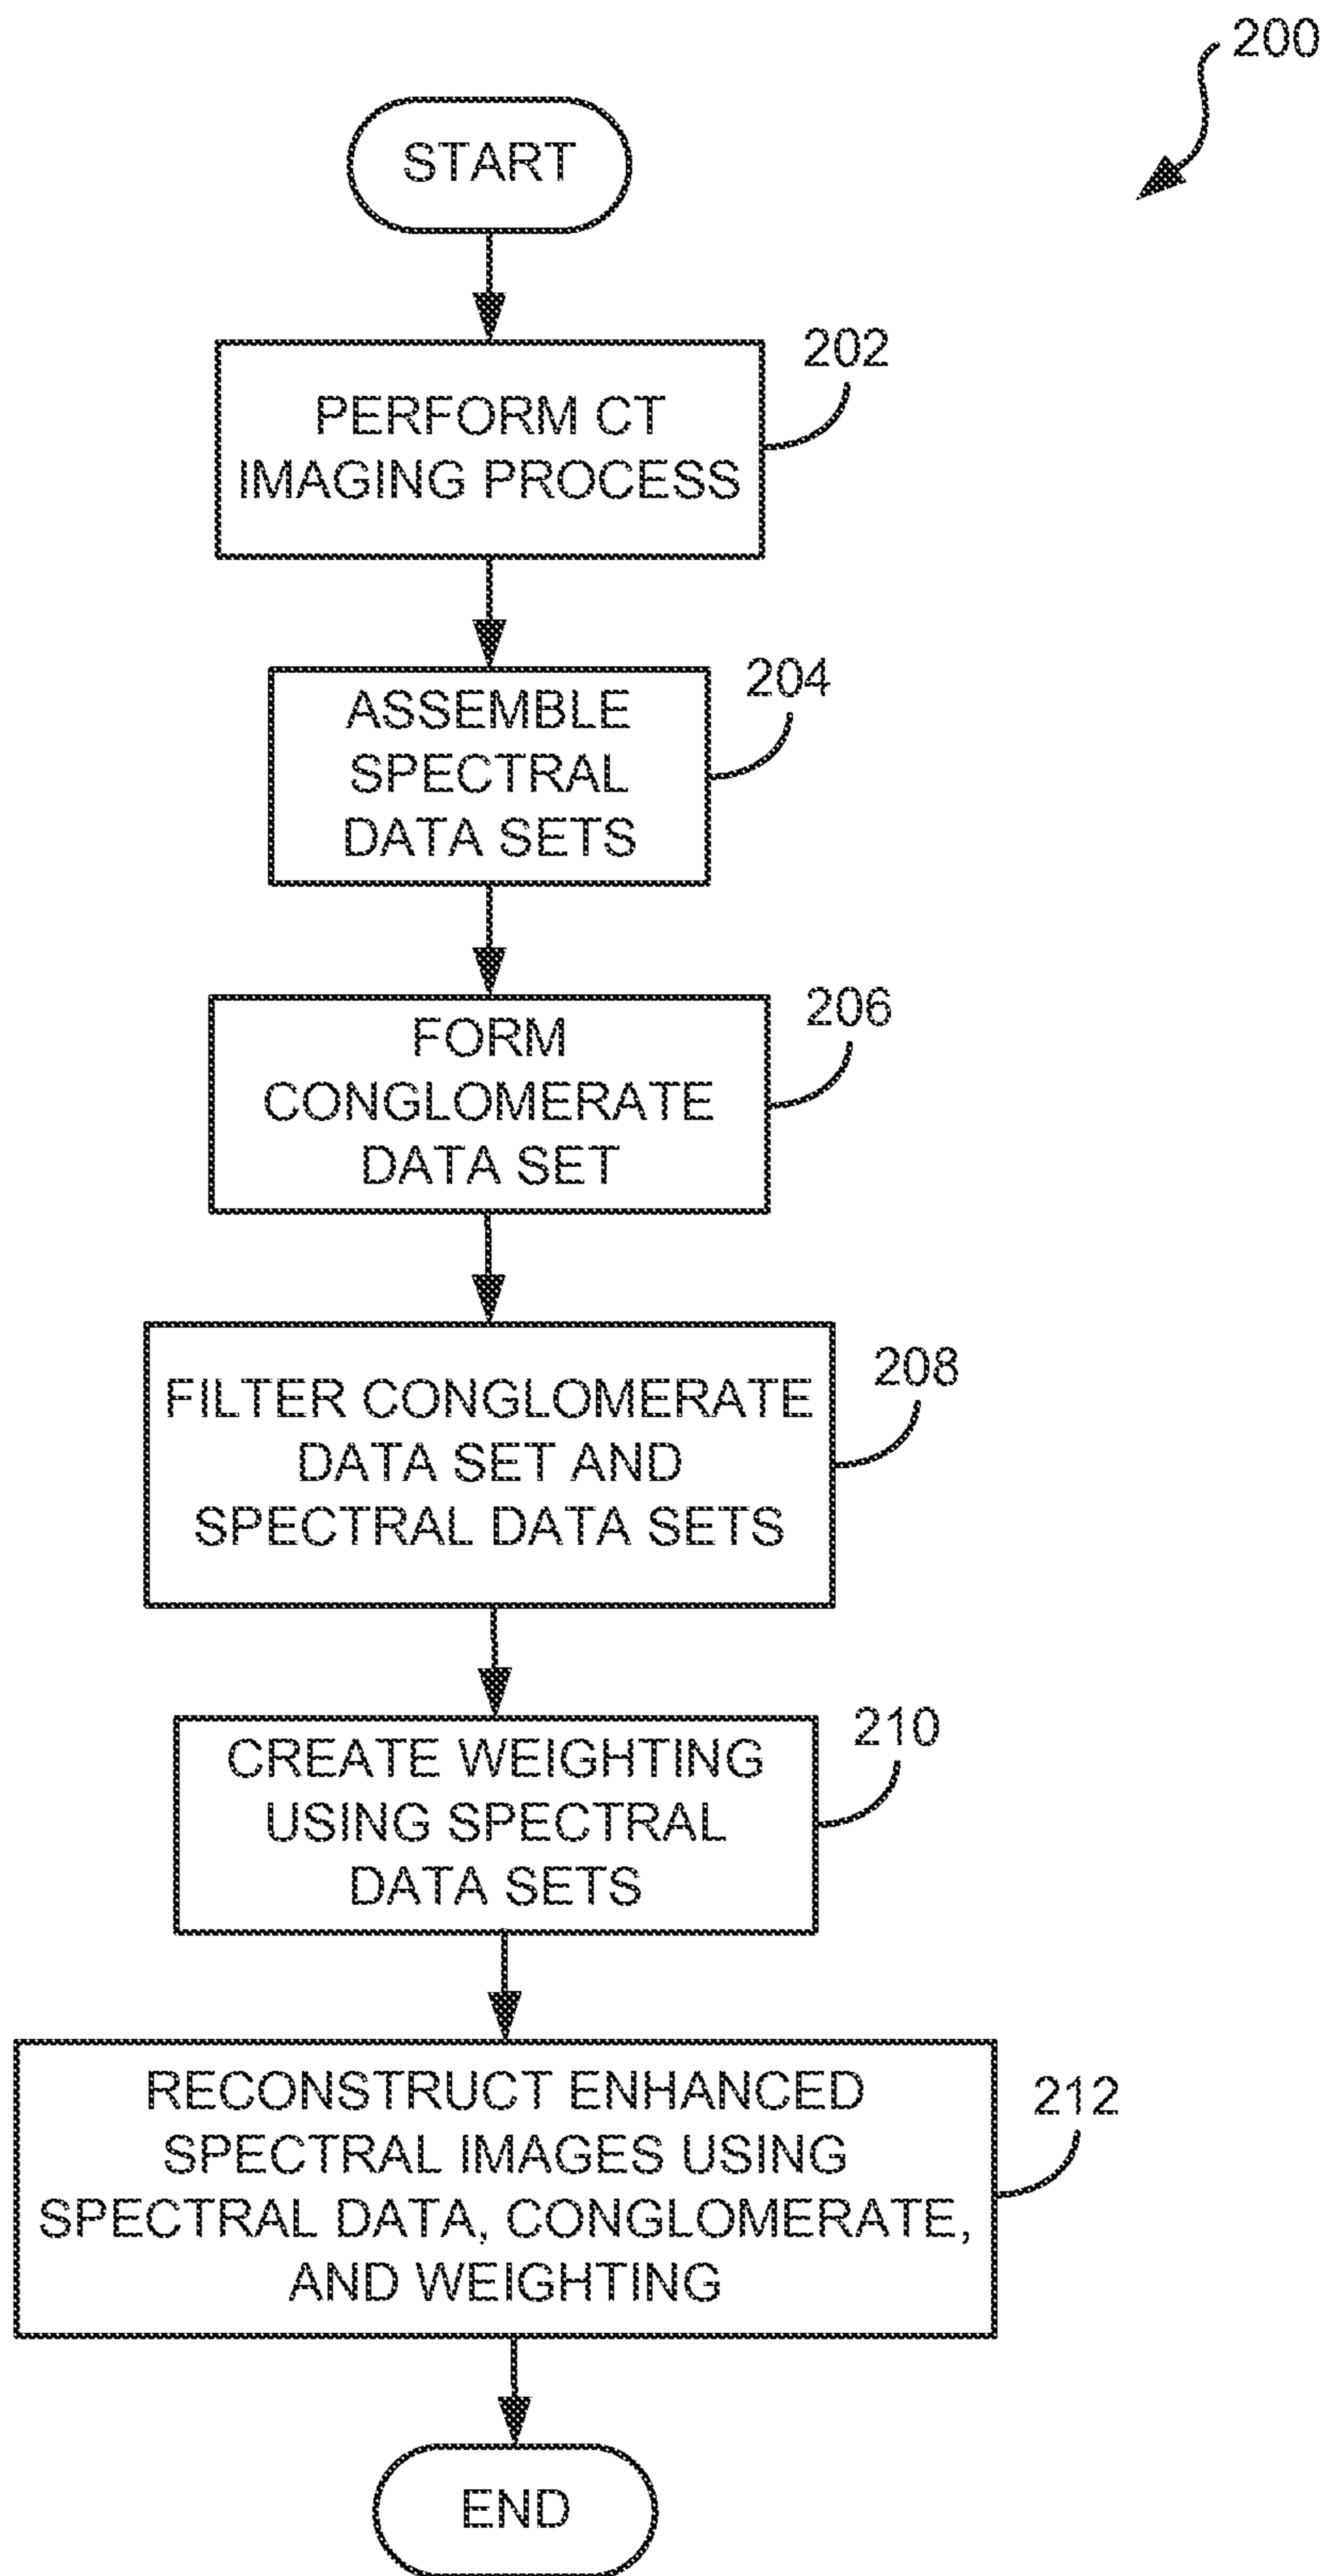 200
START
202
PERFORM CT
IMAGING PROCESS
204
ASSEMBLE
SPECTRAL
DATA SETS
206
FORM
CONGLOMERATE
DATA SET
208
FILTER CONGLOMERATE
DATA SET AND
SPECTRAL DATA SETS
210
CREATE WEIGHTING
USING SPECTRAL
DATA SETS
212
RECONSTRUCT ENHANCED
SPECTRAL IMAGES USING
SPECTRAL DATA, CONGLOMERATE,
AND WEIGHTING
END